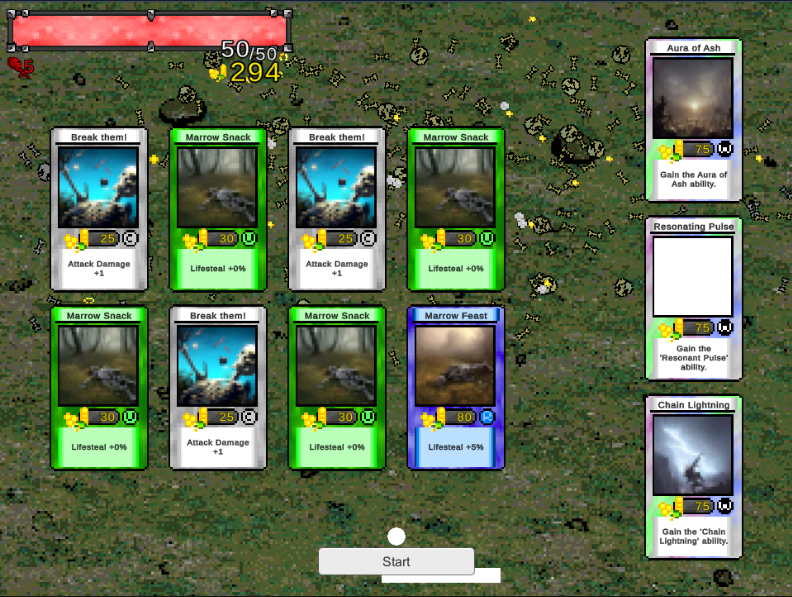 50/50
294
5
Break them!
25 C
Attack Damage
+1
Marrow Snack
30 U
Lifesteal +0%
Break them!
25 C
Attack Damage
+1
Marrow Snack
30 U
Lifesteal +0%
Marrow Snack
30 U
Lifesteal +0%
Break them!
25 C
Attack Damage
+1
Marrow Snack
30 U
Lifesteal +0%
Marrow Feast
80 R
Lifesteal +5%
Aura of Ash
75 W
Gain the Aura of
Ash ability.
Resonating Pulse
75 W
Gain the
'Resonant Pulse'
ability.
Chain Lightning
75 W
Gain the 'Chain
Lightning' ability.
Start